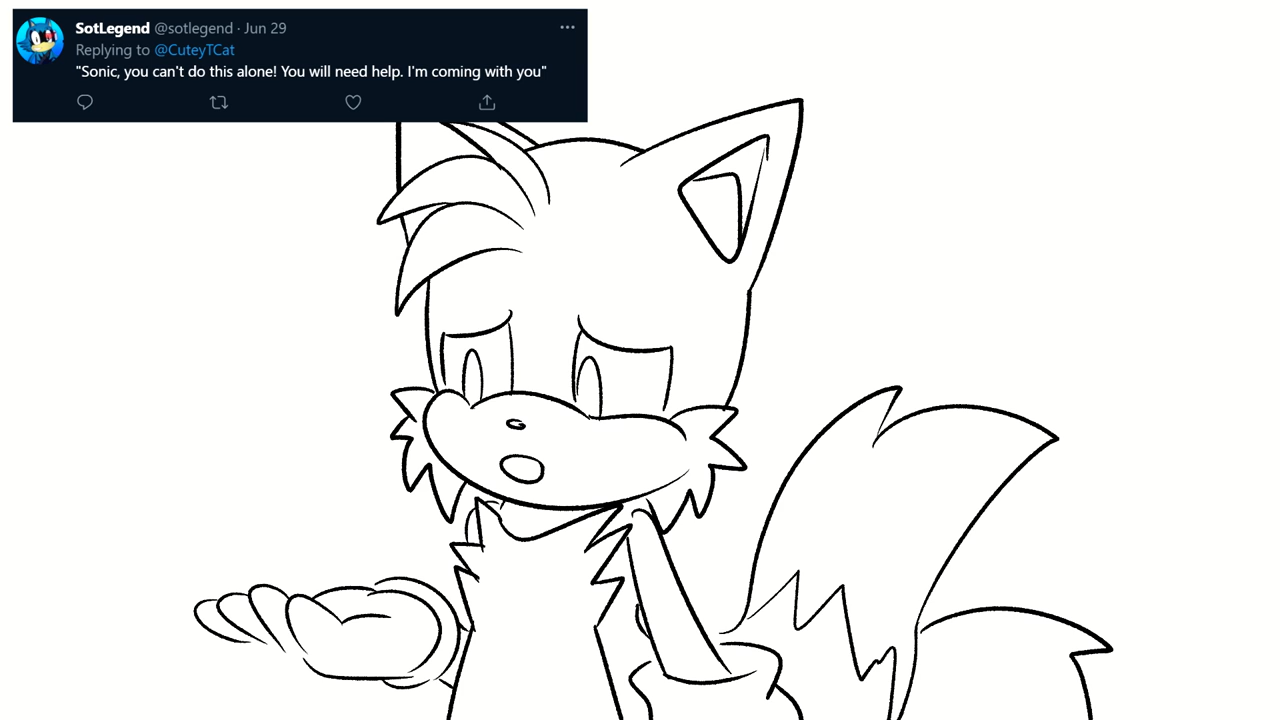 SotLegend @sotlegend · Jun 29
Replying to @CuteyTCat
"Sonic, you can't do this alone! You will need help. I'm coming with you"